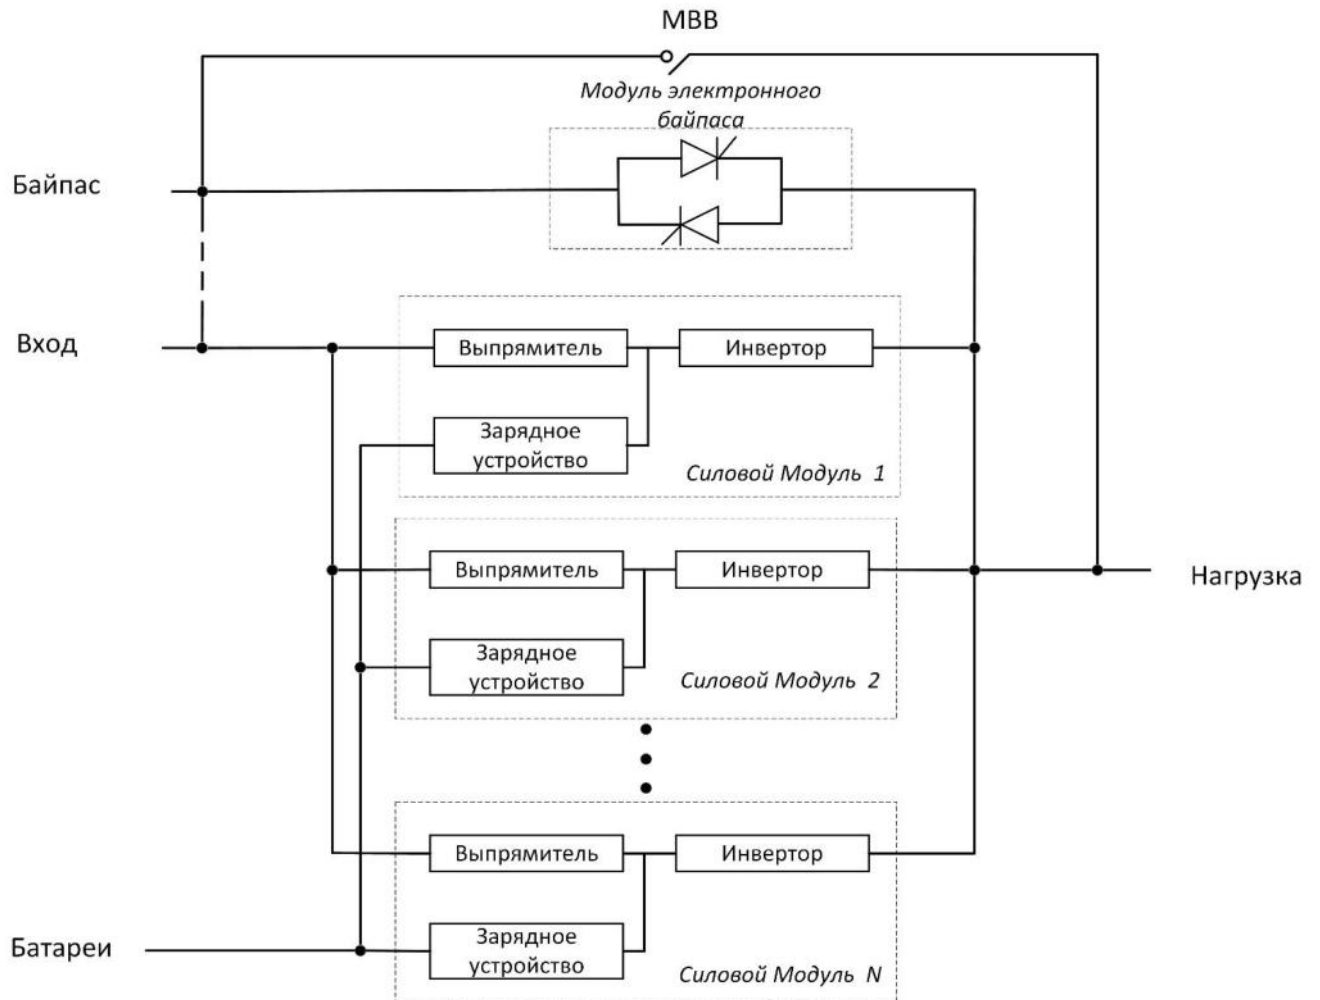 МВВ
Модуль электронного
байпаса
Байпас
Вход
Выпрямитель
Инвертор
Зарядное
устройство
Силовой Модуль 1
Выпрямитель
Инвертор
Нагрузка
Зарядное
устройство
Силовой Модуль 2
Выпрямитель
Инвертор
Батареи
Зарядное
устройство
Силовой Модуль N